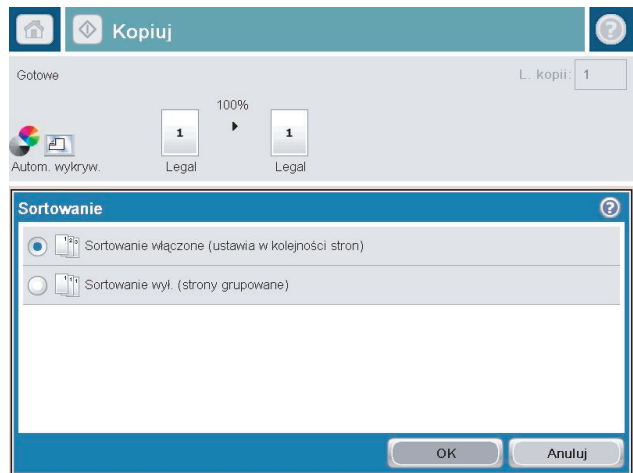 Kopiuj
Gotowe
L. kopii: 1
100%
1 1
Autom. wykryw. Legal Legal
Sortowanie
Sortowanie włączone (ustawia w kolejności stron)
Sortowanie wył. (strony grupowane)
OK Anuluj